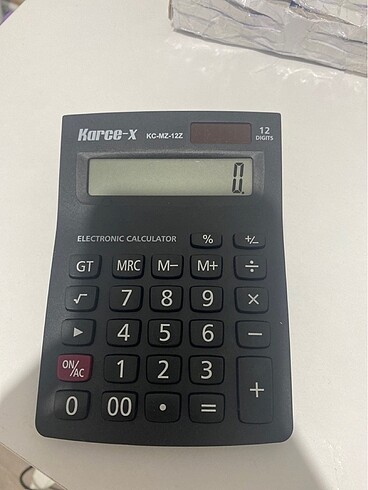 Karce-x KC-MZ-12Z 12
DIGITS
0.
ELECTRONIC CALCULATOR % +/−
GT MRC M− M+ ÷
√ 7 8 9 ×
▶ 4 5 6 −
ON/AC 1 2 3 +
0 00 • =